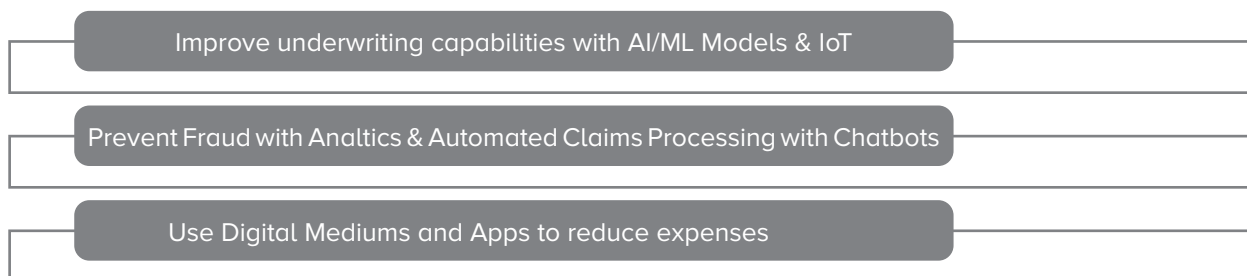 Improve underwriting capabilities with AI/ML Models & IoT
Prevent Fraud with Analtics & Automated Claims Processing with Chatbots
Use Digital Mediums and Apps to reduce expenses